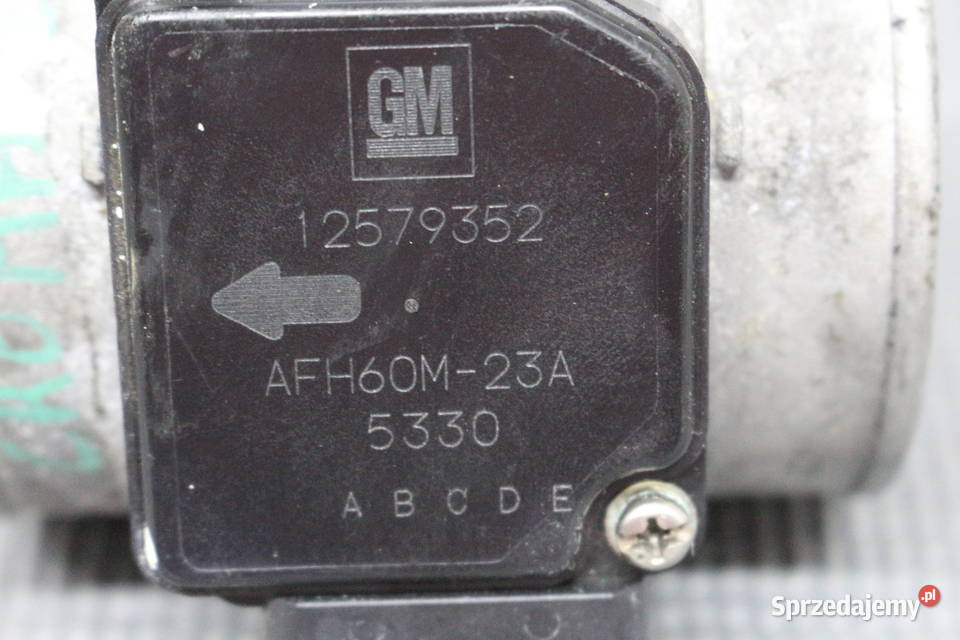 GM
12579352
AFH60M-23A
5330
A B C D E
Sprzedajemy.pl